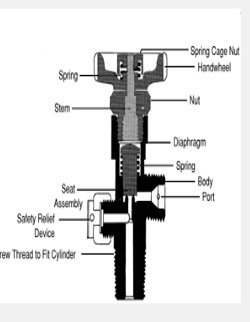 Spring Cage Nut
Handwheel
Spring
Nut
Stem
Diaphragm
Spring
Body
Seat
Port
Assembly
Safety Relief
Device
rew Thread to Fit Cylinder